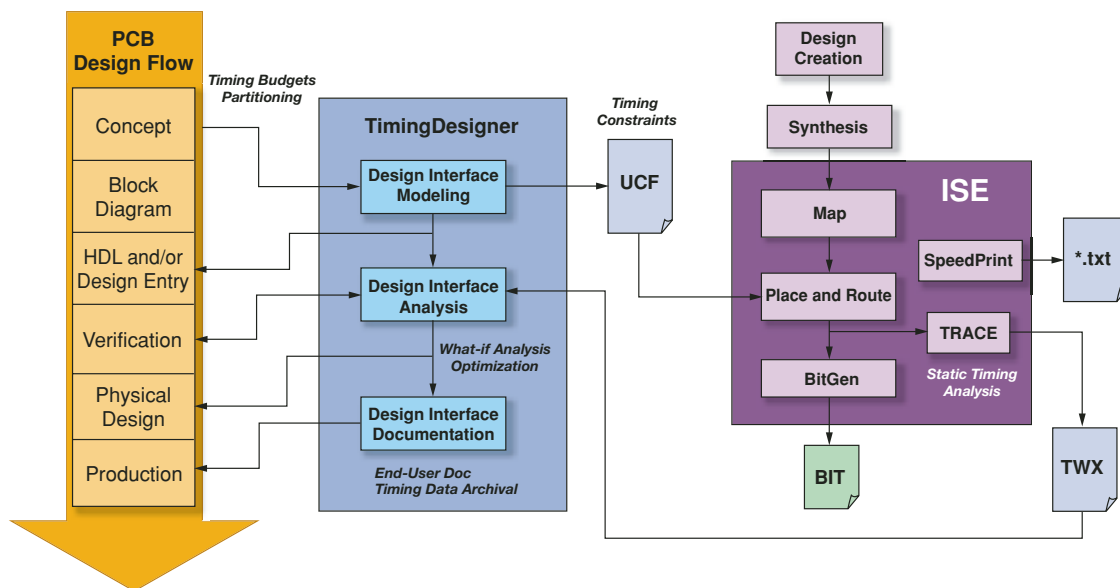 PCB
Design Flow
Concept
Block
Diagram
HDL and/or
Design Entry
Verification
Physical
Design
Production
Timing Budgets
Partitioning
TimingDesigner
Design Interface
Modeling
Design Interface
Analysis
What-if Analysis
Optimization
Design Interface
Documentation
End-User Doc
Timing Data Archival
Timing
Constraints
UCF
Design
Creation
Synthesis
ISE
Map
SpeedPrint
*.txt
Place and Route
TRACE
Static Timing
Analysis
BitGen
BIT
TWX